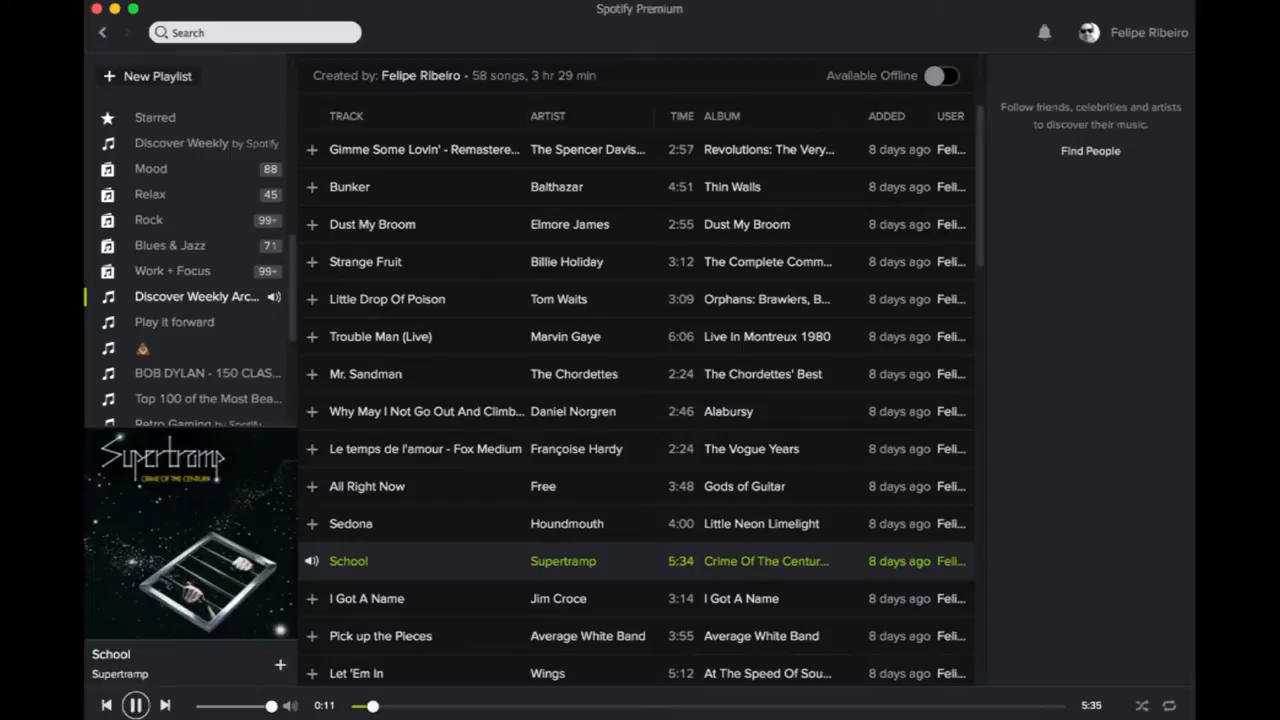 Spotify Premium
Search
Felipe Ribeiro
New Playlist
Starred
Discover Weekly by Spotify
Mood 88
Relax 45
Rock 99+
Blues & Jazz 71
Work + Focus 99+
Discover Weekly Arc...
Play it forward
BOB DYLAN - 150 CLAS...
Top 100 of the Most Bea...
Retro Gaming by Spotify
Supertramp
CRIME OF THE CENTURY
School
Supertramp
Created by: Felipe Ribeiro • 58 songs, 3 hr 29 min Available Offline
TRACK ARTIST TIME ALBUM ADDED USER
Gimme Some Lovin' - Remastere... The Spencer Davis... 2:57 Revolutions: The Very... 8 days ago Feli...
Bunker Balthazar 4:51 Thin Walls 8 days ago Feli...
Dust My Broom Elmore James 2:55 Dust My Broom 8 days ago Feli...
Strange Fruit Billie Holiday 3:12 The Complete Comm... 8 days ago Feli...
Little Drop Of Poison Tom Waits 3:09 Orphans: Brawlers, B... 8 days ago Feli...
Trouble Man (Live) Marvin Gaye 6:06 Live In Montreux 1980 8 days ago Feli...
Mr. Sandman The Chordettes 2:24 The Chordettes' Best 8 days ago Feli...
Why May I Not Go Out And Climb... Daniel Norgren 2:46 Alabursy 8 days ago Feli...
Le temps de l'amour - Fox Medium Françoise Hardy 2:24 The Vogue Years 8 days ago Feli...
All Right Now Free 3:48 Gods of Guitar 8 days ago Feli...
Sedona Houndmouth 4:00 Little Neon Limelight 8 days ago Feli...
School Supertramp 5:34 Crime Of The Centur... 8 days ago Feli...
I Got A Name Jim Croce 3:14 I Got A Name 8 days ago Feli...
Pick up the Pieces Average White Band 3:55 Average White Band 8 days ago Feli...
Let 'Em In Wings 5:12 At The Speed Of Sou... 8 days ago Feli...
Follow friends, celebrities and artists
to discover their music.
Find People
0:11 5:35